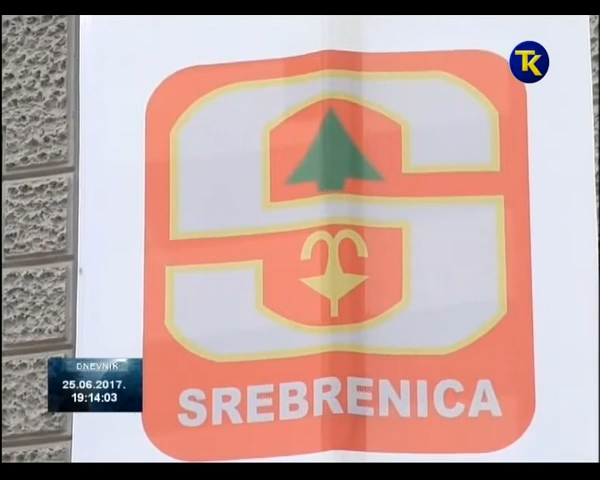 TK
S
SREBRENICA
DNEVNIK
25.06.2017.
19:14:03